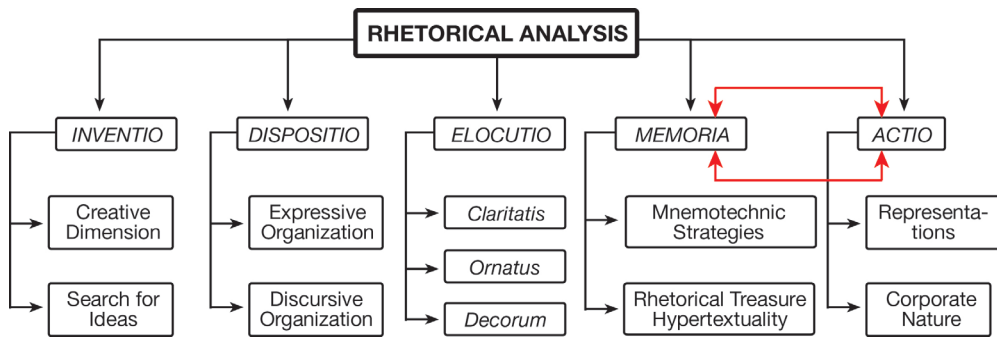 RHETORICAL ANALYSIS
INVENTIO
DISPOSITIO
ELOCUTIO
MEMORIA
ACTIO
Creative
Dimension
Search for
Ideas
Expressive
Organization
Discursive
Organization
Claritatis
Ornatus
Decorum
Mnemotechnic
Strategies
Rhetorical Treasure
Hypertextuality
Representa-
tions
Corporate
Nature